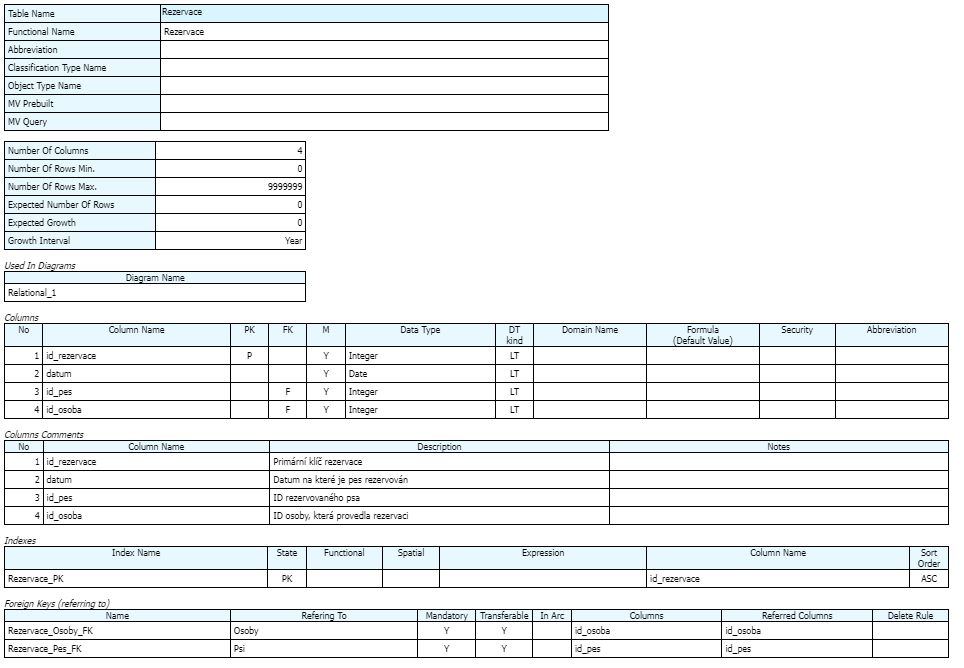 Table Name Rezervace
Functional Name Rezervace
Abbreviation
Classification Type Name
Object Type Name
MV Prebuilt
MV Query
Number Of Columns 4
Number Of Rows Min. 0
Number Of Rows Max. 9999999
Expected Number Of Rows 0
Expected Growth 0
Growth Interval Year
Used In Diagrams
Diagram Name
Relational_1
Columns
No Column Name PK FK M Data Type DT kind Domain Name Formula (Default Value) Security Abbreviation
1 id_rezervace P Y Integer LT
2 datum Y Date LT
3 id_pes F Y Integer LT
4 id_osoba F Y Integer LT
Columns Comments
No Column Name Description Notes
1 id_rezervace Primární klíč rezervace
2 datum Datum na které je pes rezervován
3 id_pes ID rezervovaného psa
4 id_osoba ID osoby, která provedla rezervaci
Indexes
Index Name State Functional Spatial Expression Column Name Sort Order
Rezervace_PK PK id_rezervace ASC
Foreign Keys (referring to)
Name Refering To Mandatory Transferable In Arc Columns Referred Columns Delete Rule
Rezervace_Osoby_FK Osoby Y Y id_osoba id_osoba
Rezervace_Pes_FK Psi Y Y id_pes id_pes